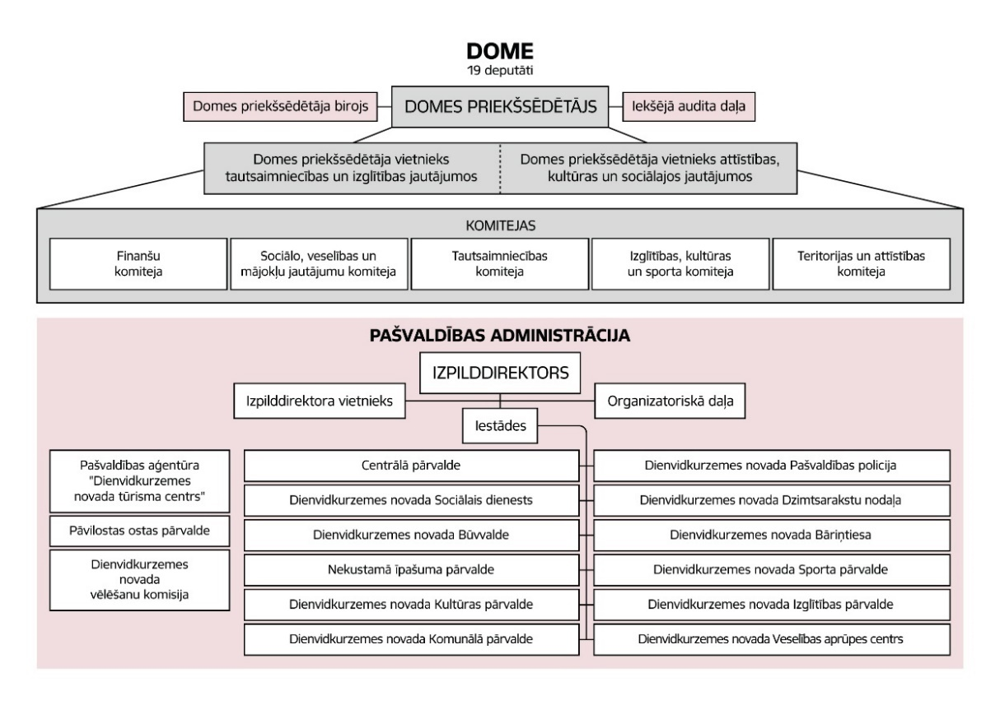 DOME
19 deputāti
Domes priekšsēdētāja birojs
DOMES PRIEKŠSĒDĒTĀJS
Iekšējā audita daļa
Domes priekšsēdētāja vietnieks
tautsaimniecības un izglītības jautājumos
Domes priekšsēdētāja vietnieks attīstības,
kultūras un sociālajos jautājumos
KOMITEJAS
Finanšu
komiteja
Sociālo, veselības un
mājokļu jautājumu komiteja
Tautsaimniecības
komiteja
Izglītības, kultūras
un sporta komiteja
Teritorijas un attīstības
komiteja
PAŠVALDĪBAS ADMINISTRĀCIJA
IZPILDDIREKTORS
Izpilddirektora vietnieks
Organizatoriskā daļa
Iestādes
Pašvaldības aģentūra
"Dienvidkurzemes
novada tūrisma centrs"
Pāvilostas ostas pārvalde
Dienvidkurzemes
novada
vēlēšanu komisija
Centrālā pārvalde
Dienvidkurzemes novada Sociālais dienests
Dienvidkurzemes novada Būvvalde
Nekustamā īpašuma pārvalde
Dienvidkurzemes novada Kultūras pārvalde
Dienvidkurzemes novada Komunālā pārvalde
Dienvidkurzemes novada Pašvaldības policija
Dienvidkurzemes novada Dzimtsarakstu nodaļa
Dienvidkurzemes novada Bāriņtiesa
Dienvidkurzemes novada Sporta pārvalde
Dienvidkurzemes novada Izglītības pārvalde
Dienvidkurzemes novada Veselības aprūpes centrs